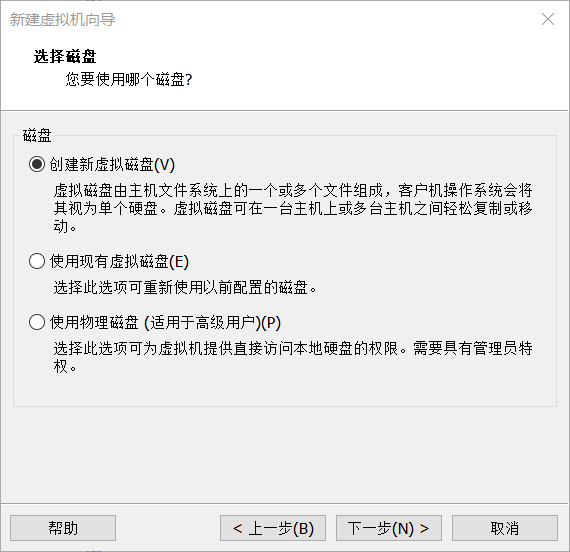 新建虚拟机向导
选择磁盘
您要使用哪个磁盘?
磁盘
创建新虚拟磁盘(V)
虚拟磁盘由主机文件系统上的一个或多个文件组成，客户机操作系统会将
其视为单个硬盘。虚拟磁盘可在一台主机上或多台主机之间轻松复制或移
动。
使用现有虚拟磁盘(E)
选择此选项可重新使用以前配置的磁盘。
使用物理磁盘 (适用于高级用户)(P)
选择此选项可为虚拟机提供直接访问本地硬盘的权限。需要具有管理员特
权。
帮助
< 上一步(B)
下一步(N) >
取消